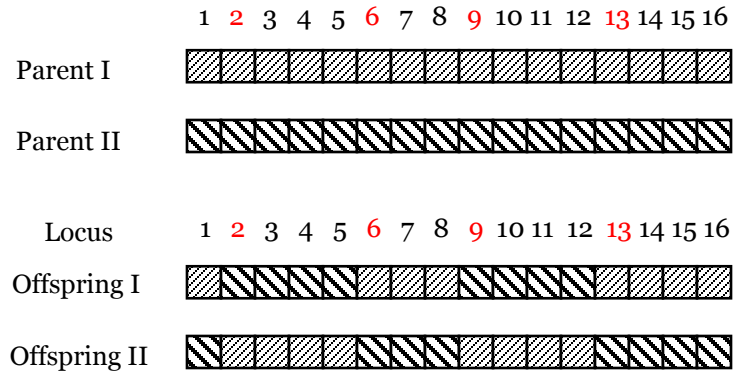 1 2 3 4 5 6 7 8 9 10 11 12 13 14 15 16
Parent I
Parent II
Locus 1 2 3 4 5 6 7 8 9 10 11 12 13 14 15 16
Offspring I
Offspring II